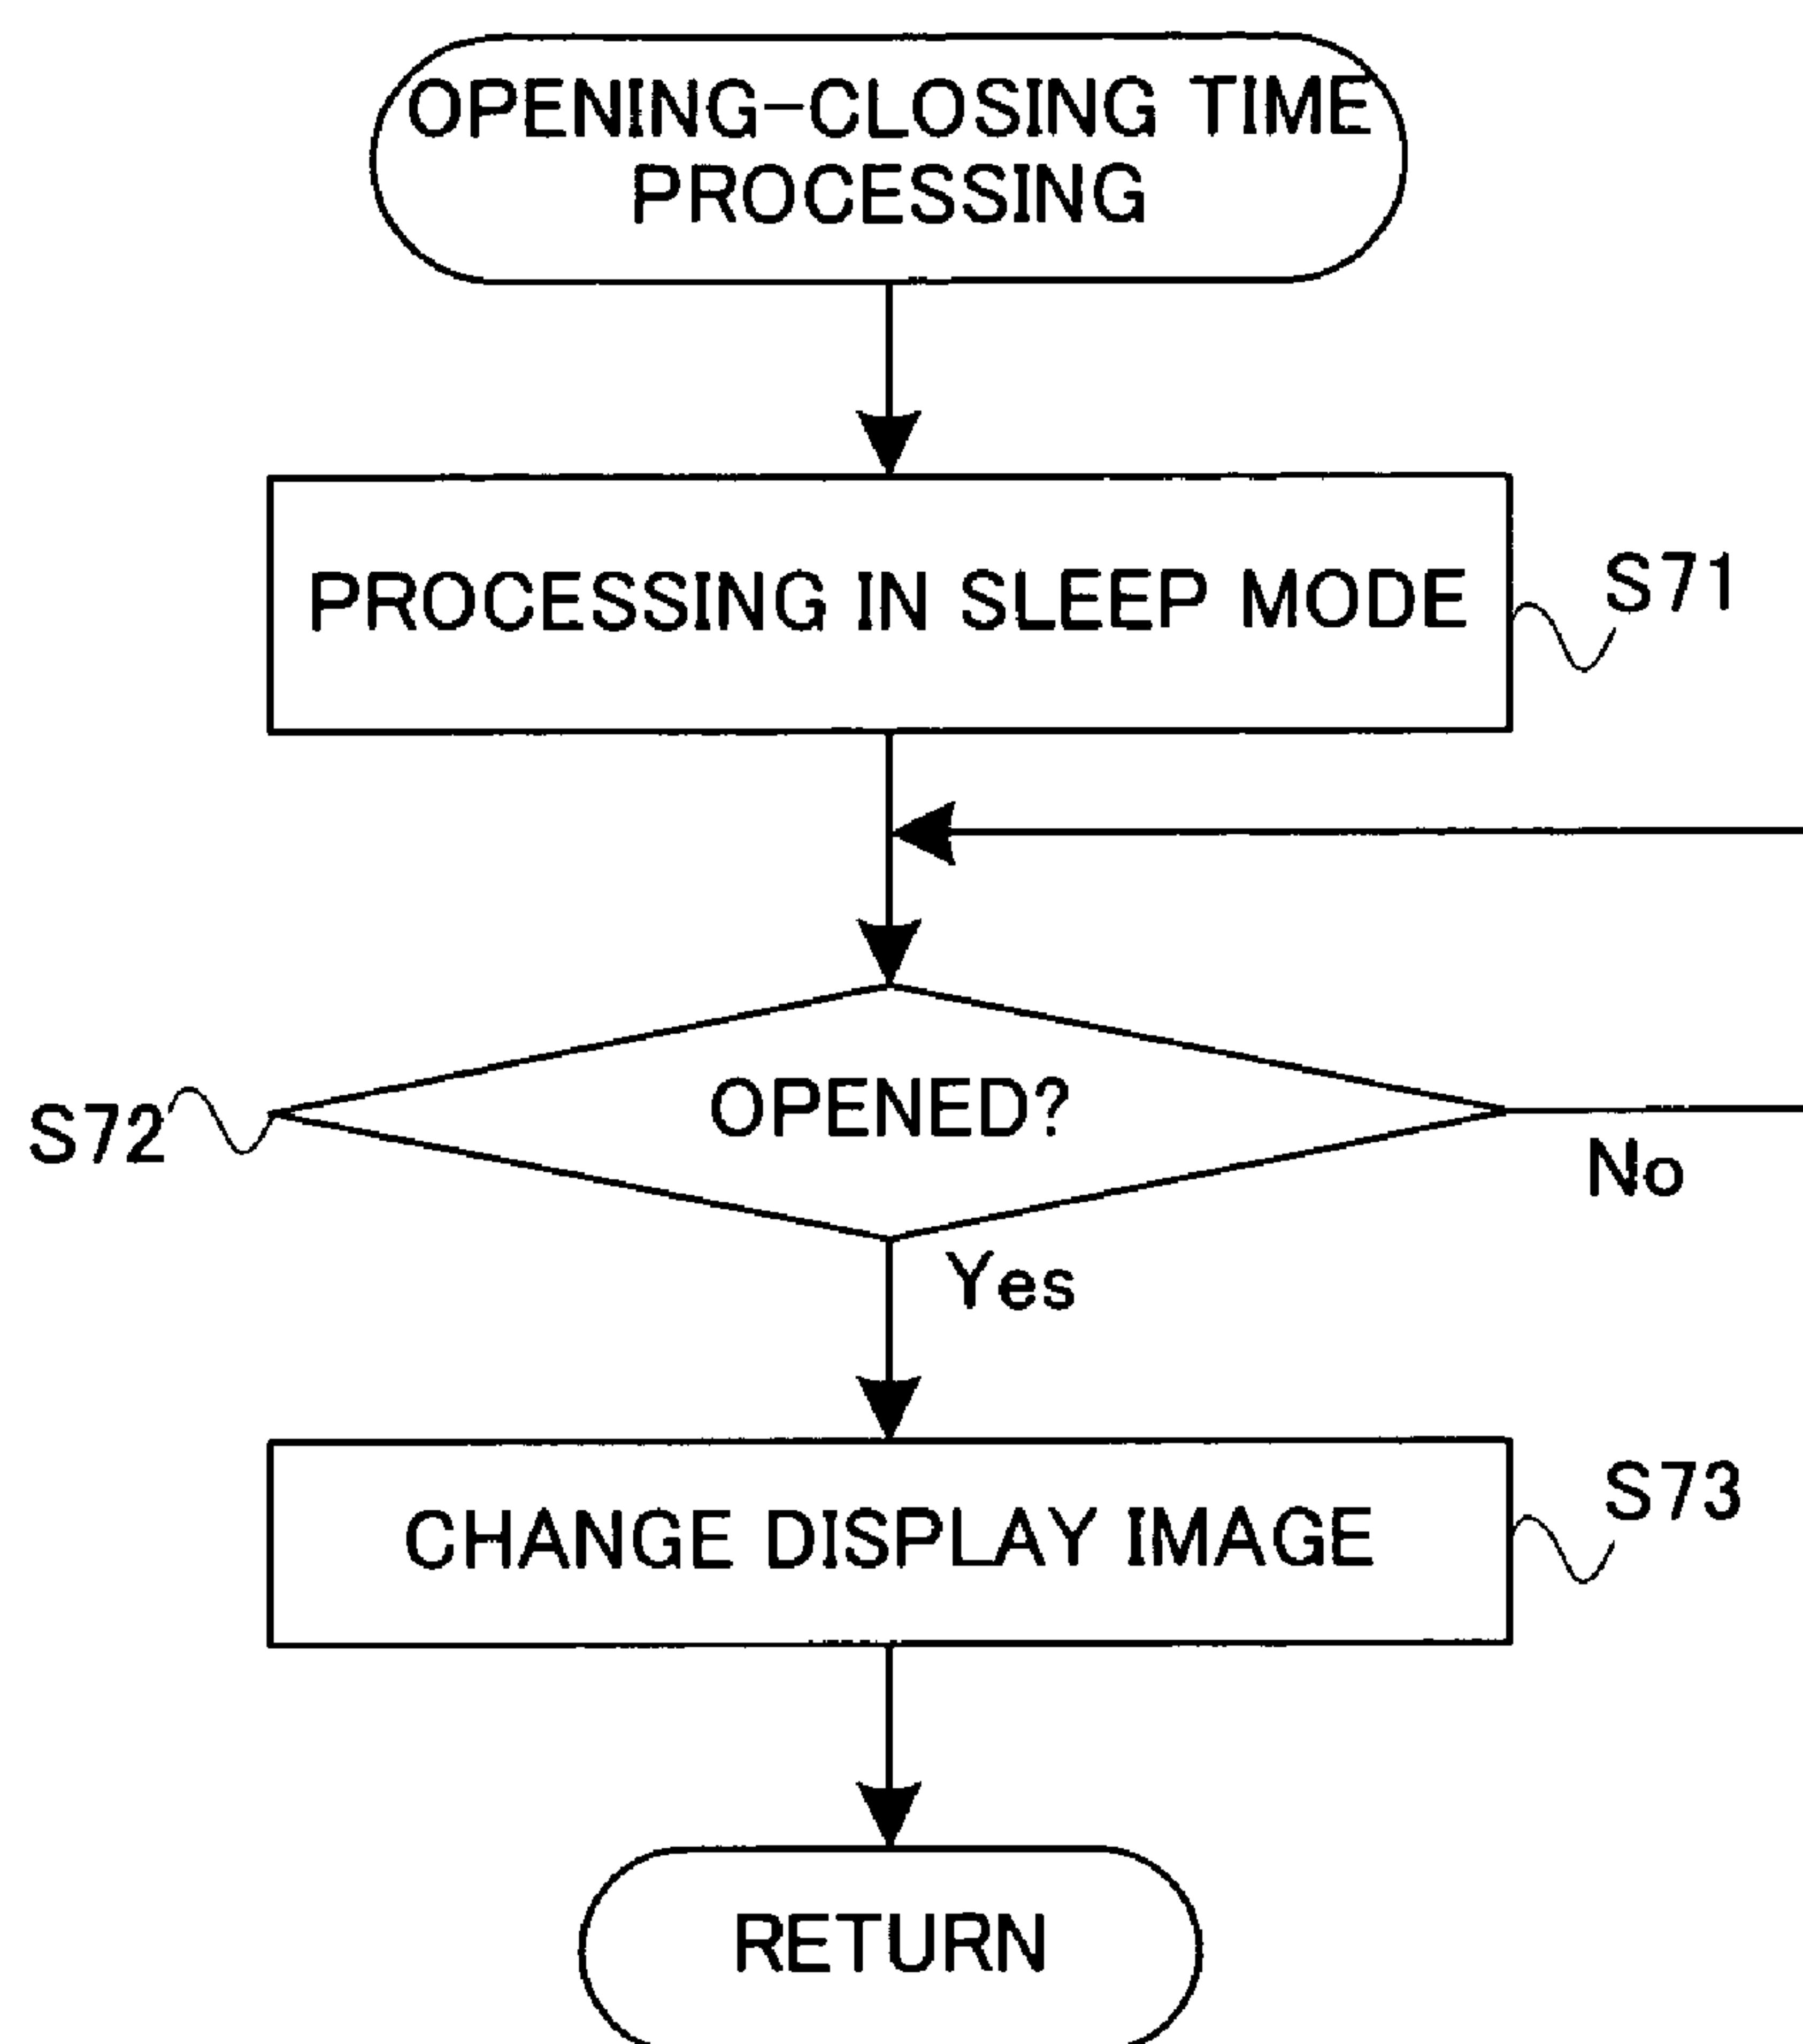 OPENING-CLOSING TIME
PROCESSING
PROCESSING IN SLEEP MODE
S71
OPENED?
S72
No
Yes
CHANGE DISPLAY IMAGE
S73
RETURN